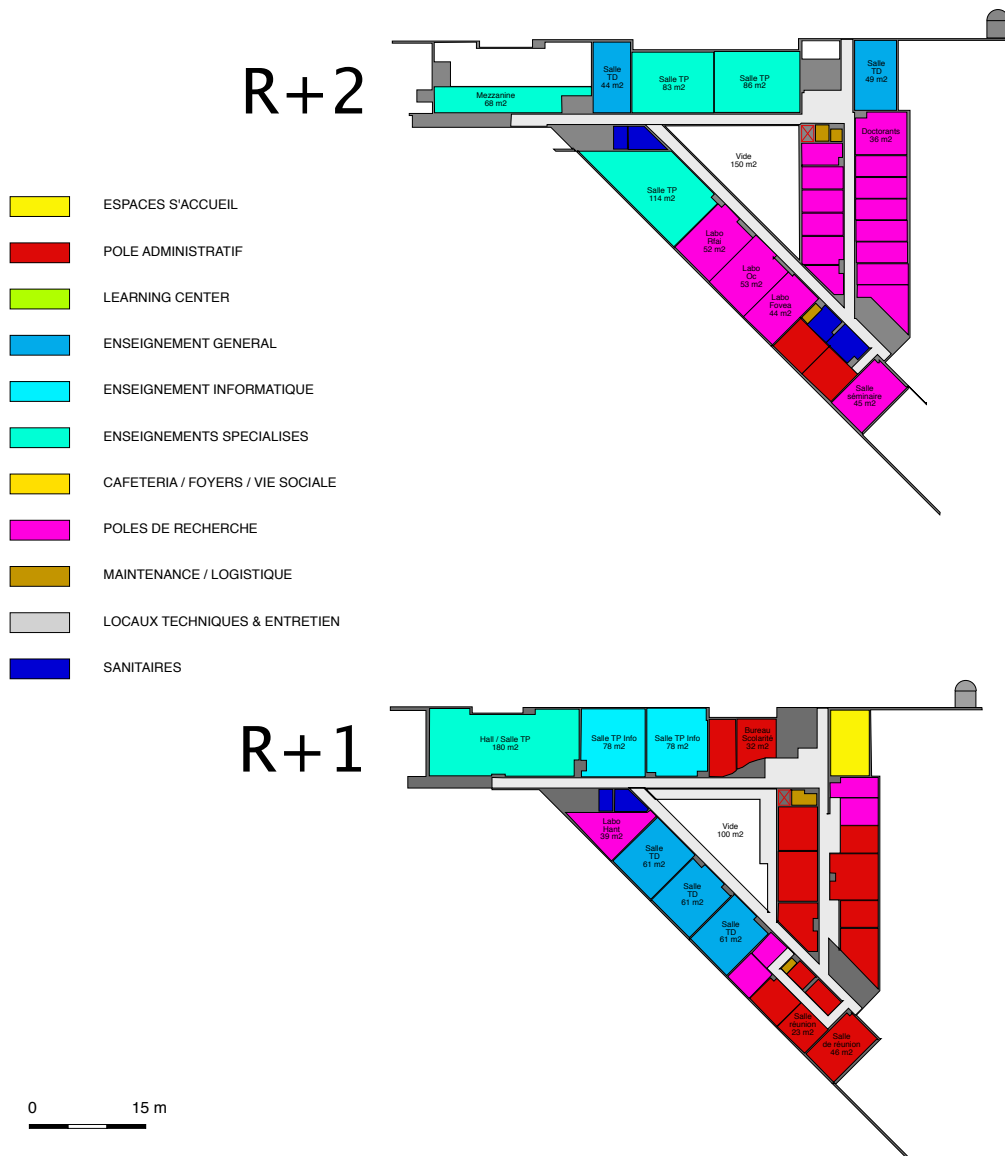 R+2
Salle
TD
44 m2
Salle TP
83 m2
Salle TP
86 m2
Salle
TD
49 m2
Mezzanine
68 m2
Doctorants
36 m2
Vide
150 m2
Salle TP
114 m2
Labo
Rfai
52 m2
Labo
Oc
53 m2
Labo
Fovea
44 m2
Salle
séminaire
45 m2
ESPACES S'ACCUEIL
POLE ADMINISTRATIF
LEARNING CENTER
ENSEIGNEMENT GENERAL
ENSEIGNEMENT INFORMATIQUE
ENSEIGNEMENTS SPECIALISES
CAFETERIA / FOYERS / VIE SOCIALE
POLES DE RECHERCHE
MAINTENANCE / LOGISTIQUE
LOCAUX TECHNIQUES & ENTRETIEN
SANITAIRES
R+1
Hall / Salle TP
180 m2
Salle TP Info
78 m2
Salle TP Info
78 m2
Bureau
Scolarité
32 m2
Vide
100 m2
Labo
Hant
39 m2
Salle
TD
61 m2
Salle
TD
61 m2
Salle
TD
61 m2
Salle
réunion
23 m2
Salle
de réunion
48 m2
0 15 m